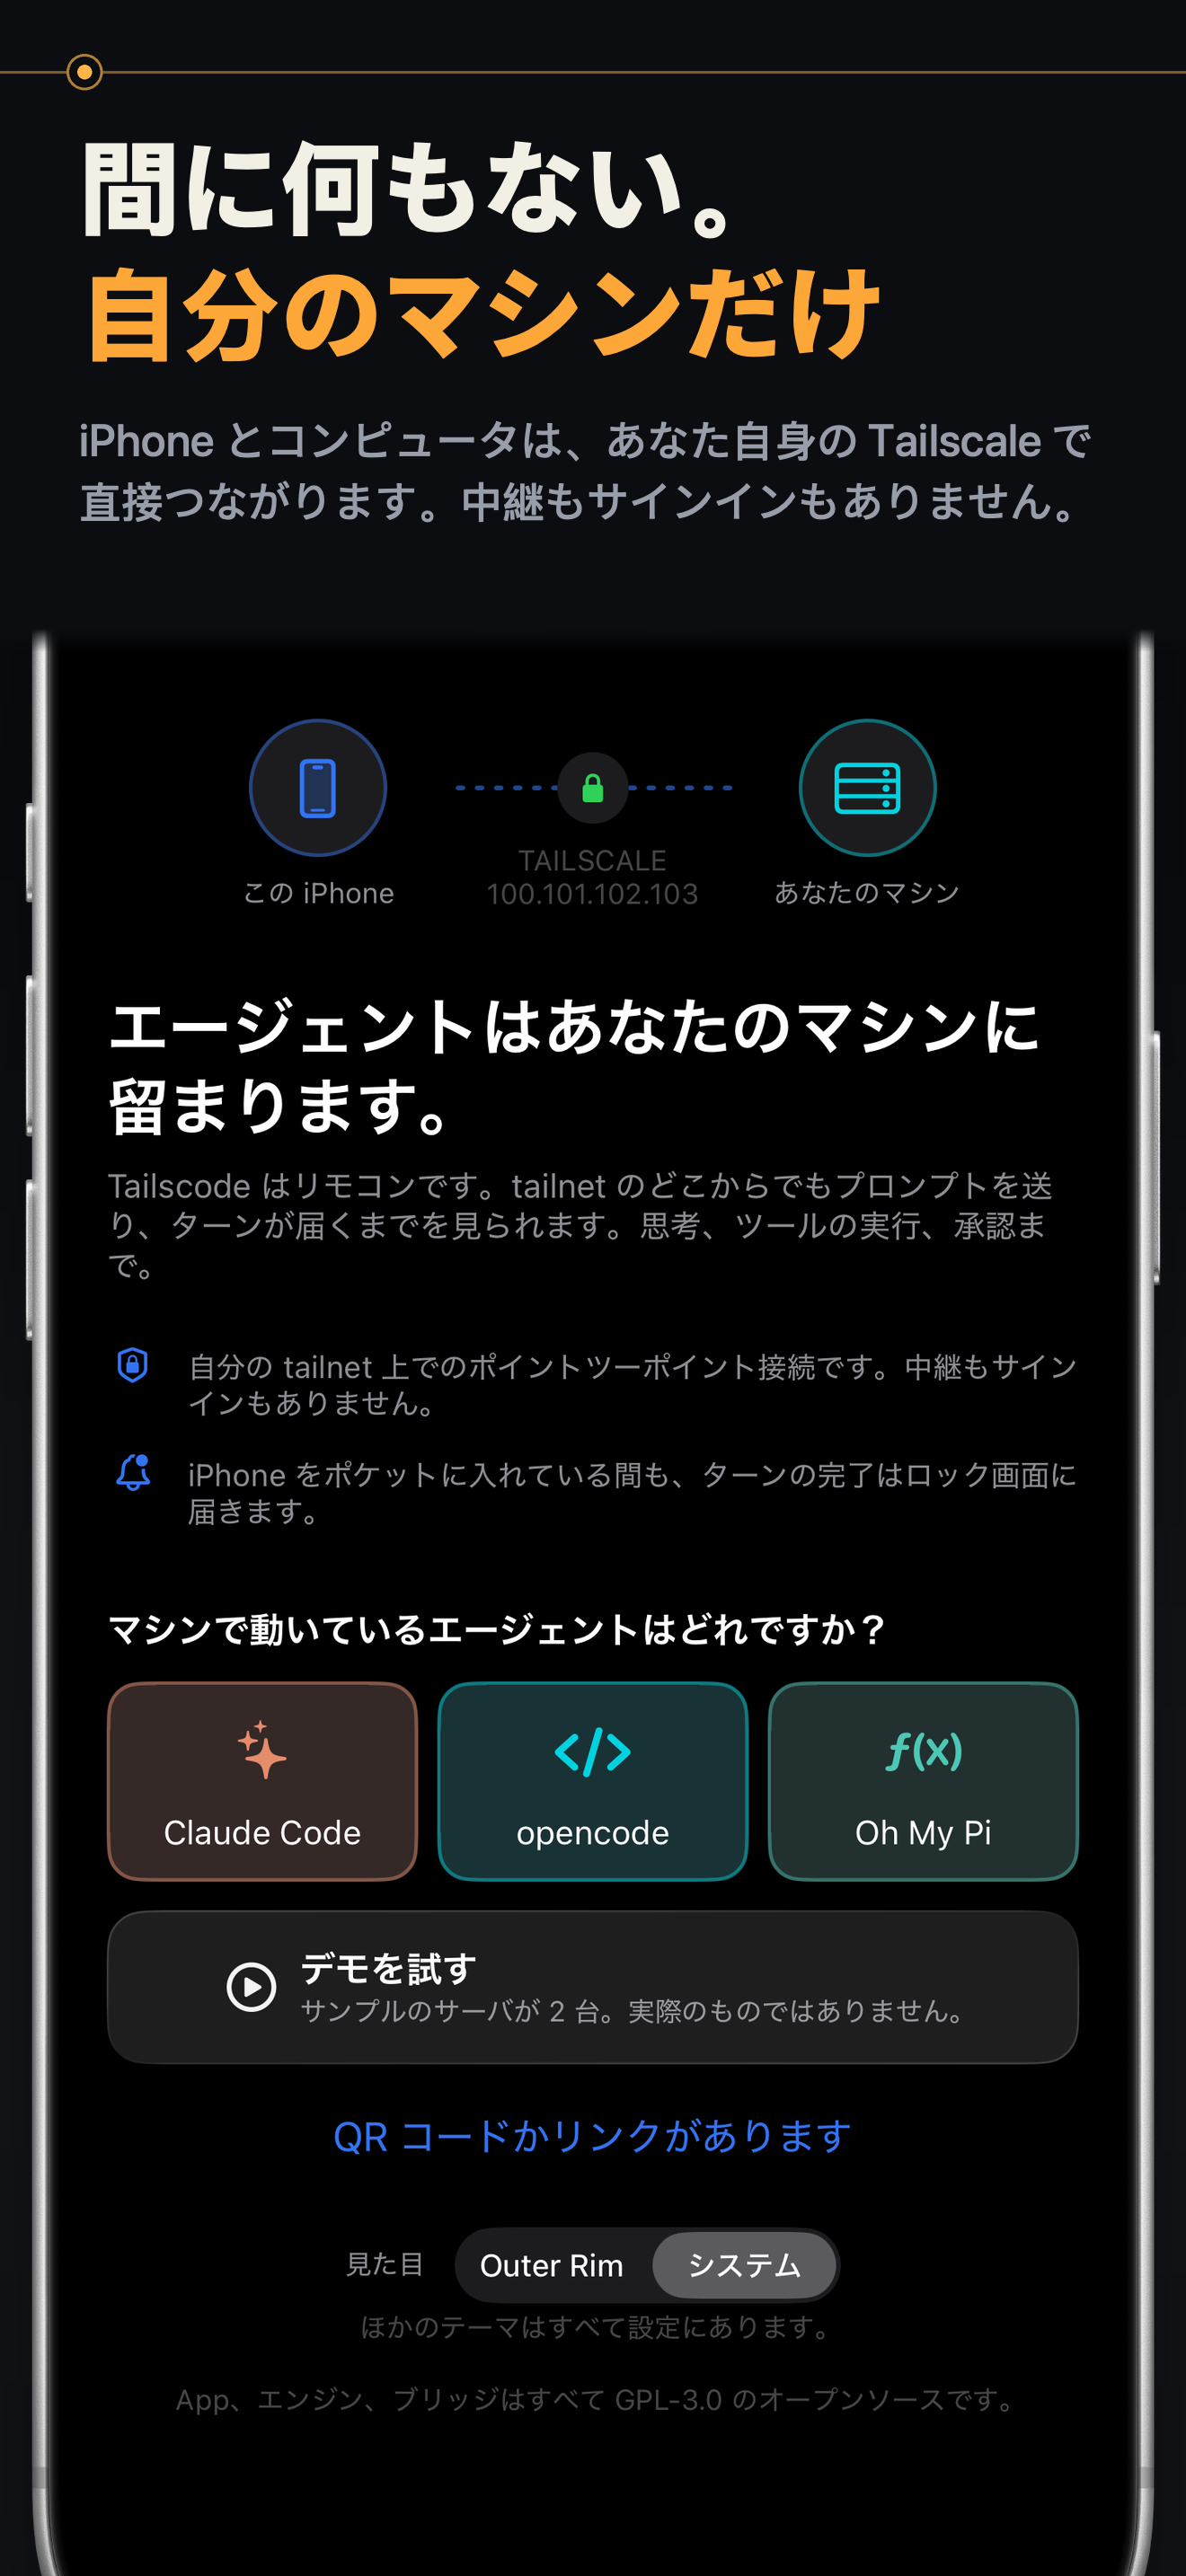 間に何もない。
自分のマシンだけ
iPhone とコンピュータは、あなた自身の Tailscale で
直接つながります。中継もサインインもありません。
この iPhone
TAILSCALE
100.101.102.103
あなたのマシン
エージェントはあなたのマシンに
留まります。
Tailscode はリモコンです。tailnet のどこからでもプロンプトを送
り、ターンが届くまでを見られます。思考、ツールの実行、承認ま
で。
自分の tailnet 上でのポイントツーポイント接続です。中継もサイン
インもありません。
iPhone をポケットに入れている間も、ターンの完了はロック画面に
届きます。
マシンで動いているエージェントはどれですか？
Claude Code
</> 
opencode
f(x)
Oh My Pi
デモを試す
サンプルのサーバが 2 台。実際のものではありません。
QR コードかリンクがあります
見た目
Outer Rim
システム
ほかのテーマはすべて設定にあります。
App、エンジン、ブリッジはすべて GPL-3.0 のオープンソースです。